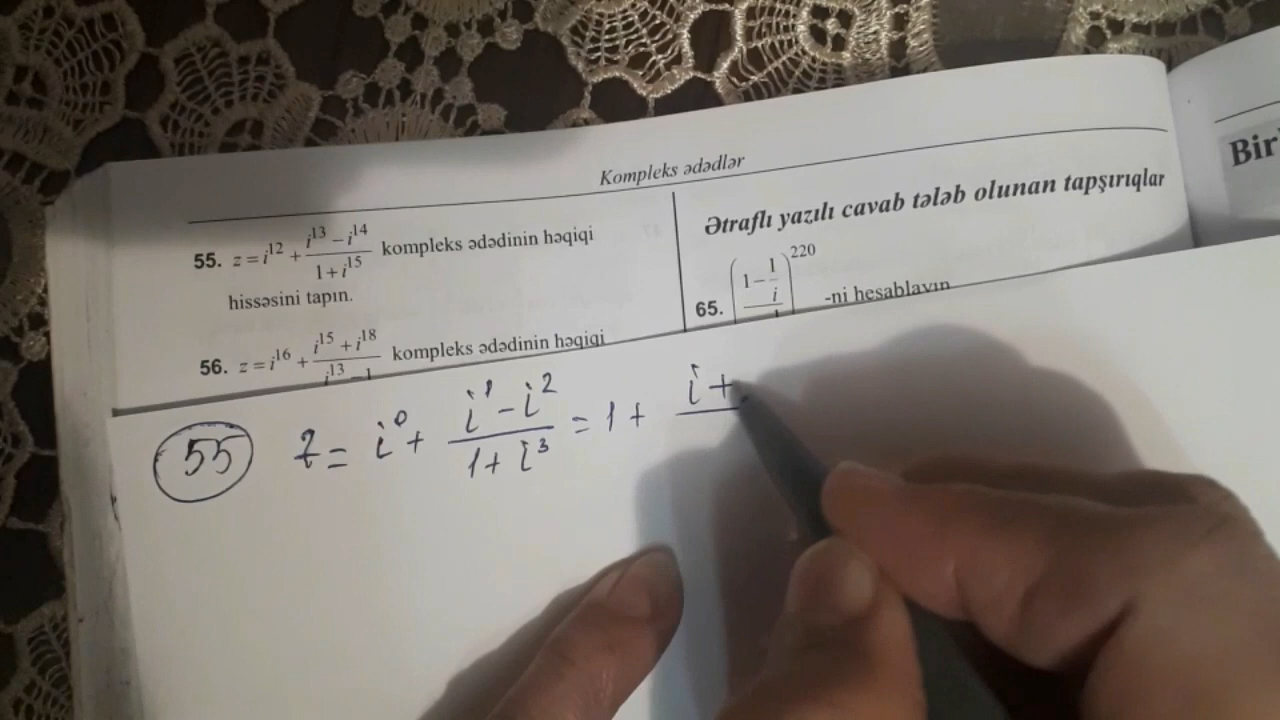 Kompleks ədədlər
55. z = i^12 + (i^13 − i^14)/(1 + i^15) kompleks ədədinin həqiqi
hissəsini tapın.
56. z = i^16 + (i^15 + i^18)/(i^13 − 1) kompleks ədədinin həqiqi
Ətraflı yazılı cavab tələb olunan tapşırıqlar
65. (1 − 1/i)^220 -ni hesablayın
Bir
55 z = i^0 + (i^1 − i^2)/(1 + i^3) = 1 + i +